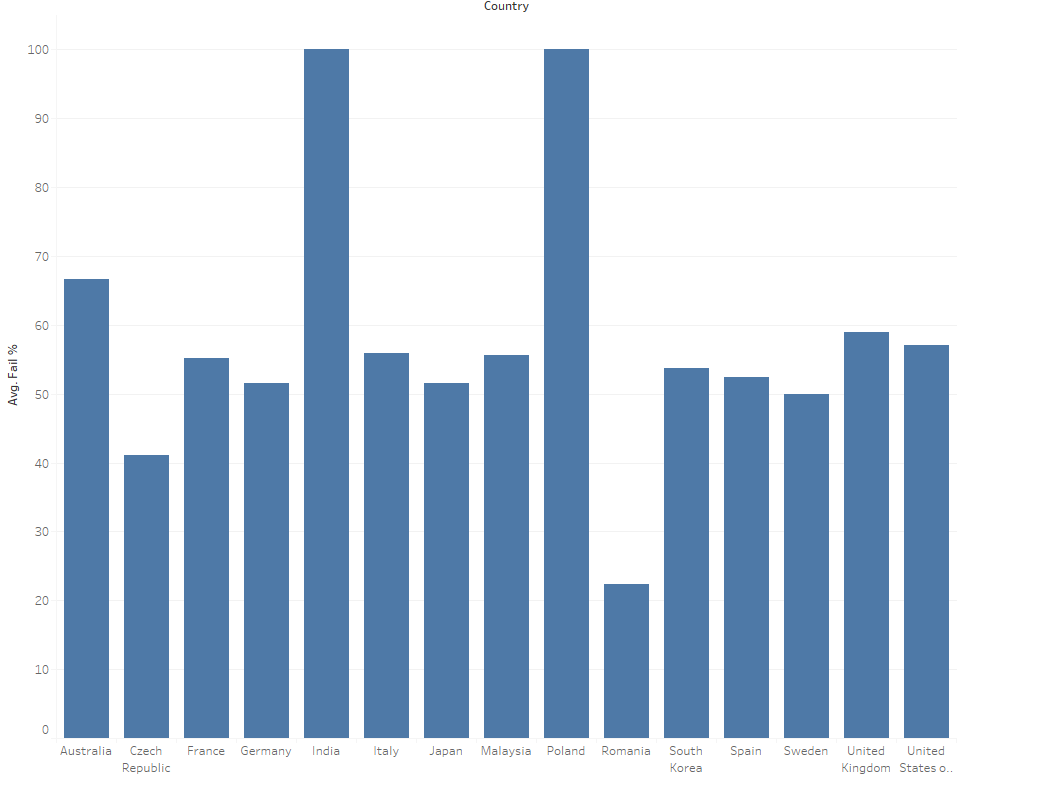 Country
100
90
80
70
60
50
40
30
20
10
0
Avg. Fail %
Australia
Czech
Republic
France
Germany
India
Italy
Japan
Malaysia
Poland
Romania
South
Korea
Spain
Sweden
United
Kingdom
United
States o..